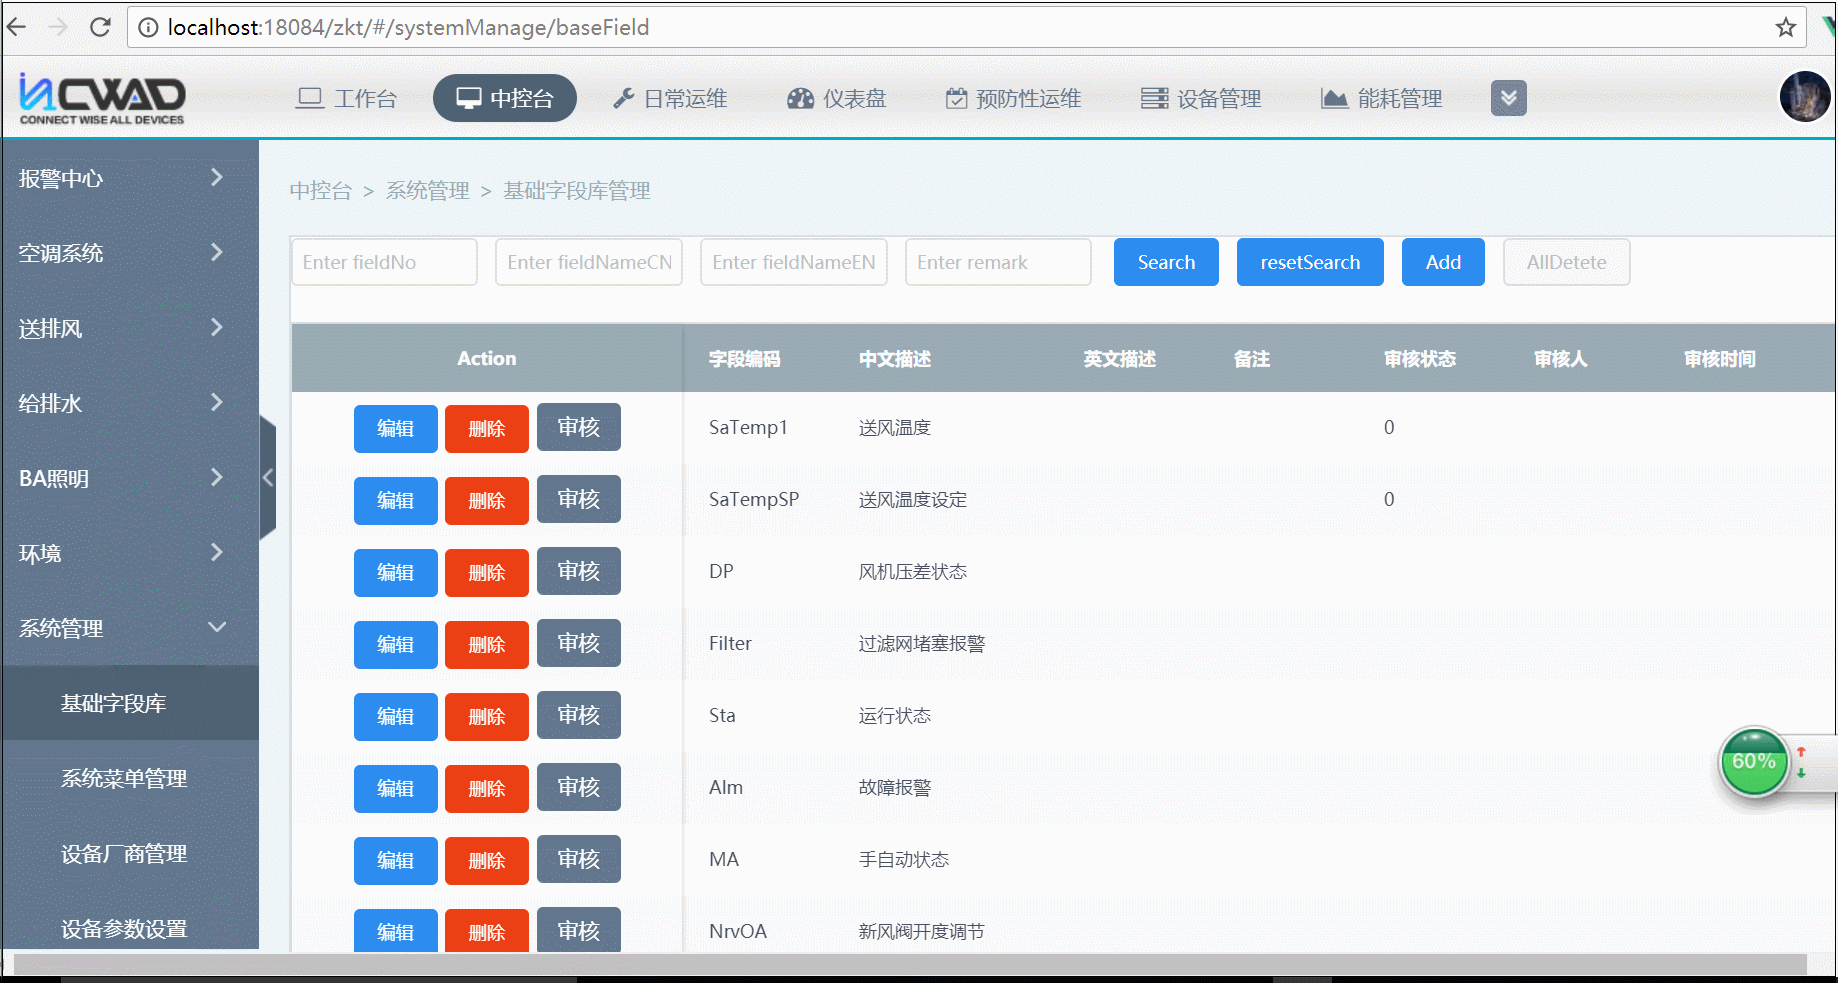 localhost:18084/zkt/#/systemManage/baseField
inCWAD
CONNECT WISE ALL DEVICES
工作台 中控台 日常运维 仪表盘 预防性运维 设备管理 能耗管理
报警中心
空调系统
送排风
给排水
BA照明
环境
系统管理
基础字段库
系统菜单管理
设备厂商管理
设备参数设置
中控台 > 系统管理 > 基础字段库管理
Enter fieldNo Enter fieldNameCN Enter fieldNameEN Enter remark Search resetSearch Add AllDetete
Action 字段编码 中文描述 英文描述 备注 审核状态 审核人 审核时间
编辑 删除 审核 SaTemp1 送风温度 0
编辑 删除 审核 SaTempSP 送风温度设定 0
编辑 删除 审核 DP 风机压差状态
编辑 删除 审核 Filter 过滤网堵塞报警
编辑 删除 审核 Sta 运行状态
编辑 删除 审核 Alm 故障报警
编辑 删除 审核 MA 手自动状态
编辑 删除 审核 NrvOA 新风阀开度调节
60%